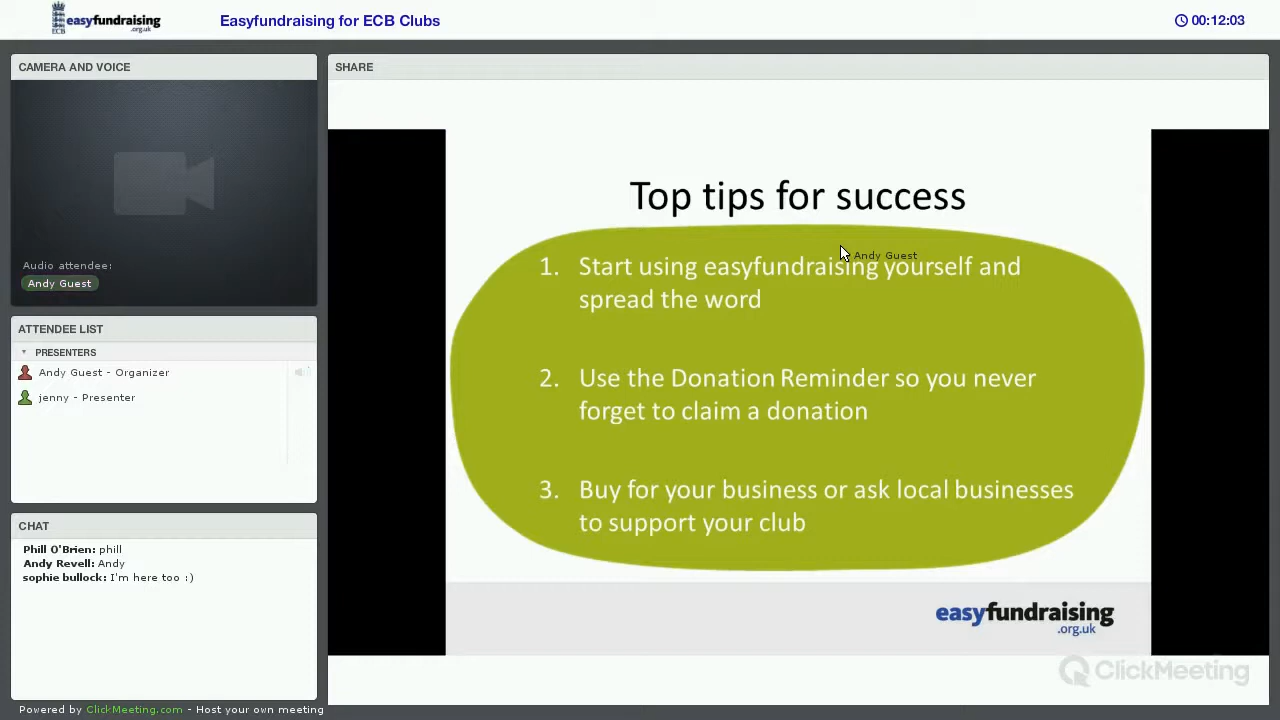 ECB
easyfundraising
.org.uk
Easyfundraising for ECB Clubs
00:12:03
CAMERA AND VOICE
Audio attendee:
Andy Guest
ATTENDEE LIST
PRESENTERS
Andy Guest - Organizer
jenny - Presenter
CHAT
Phill O'Brien: phill
Andy Revell: Andy
sophie bullock: I'm here too :)
Powered by ClickMeeting.com - Host your own meeting
SHARE
Top tips for success
Andy Guest
1. Start using easyfundraising yourself and
spread the word
2. Use the Donation Reminder so you never
forget to claim a donation
3. Buy for your business or ask local businesses
to support your club
easyfundraising
.org.uk
ClickMeeting